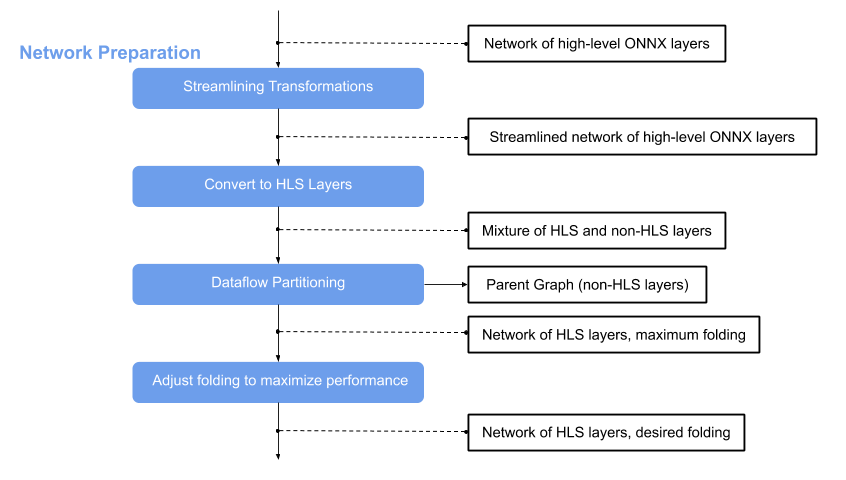 Network of high-level ONNX layers
Network Preparation
Streamlining Transformations
Streamlined network of high-level ONNX layers
Convert to HLS Layers
Mixture of HLS and non-HLS layers
Dataflow Partitioning
Parent Graph (non-HLS layers)
Network of HLS layers, maximum folding
Adjust folding to maximize performance
Network of HLS layers, desired folding